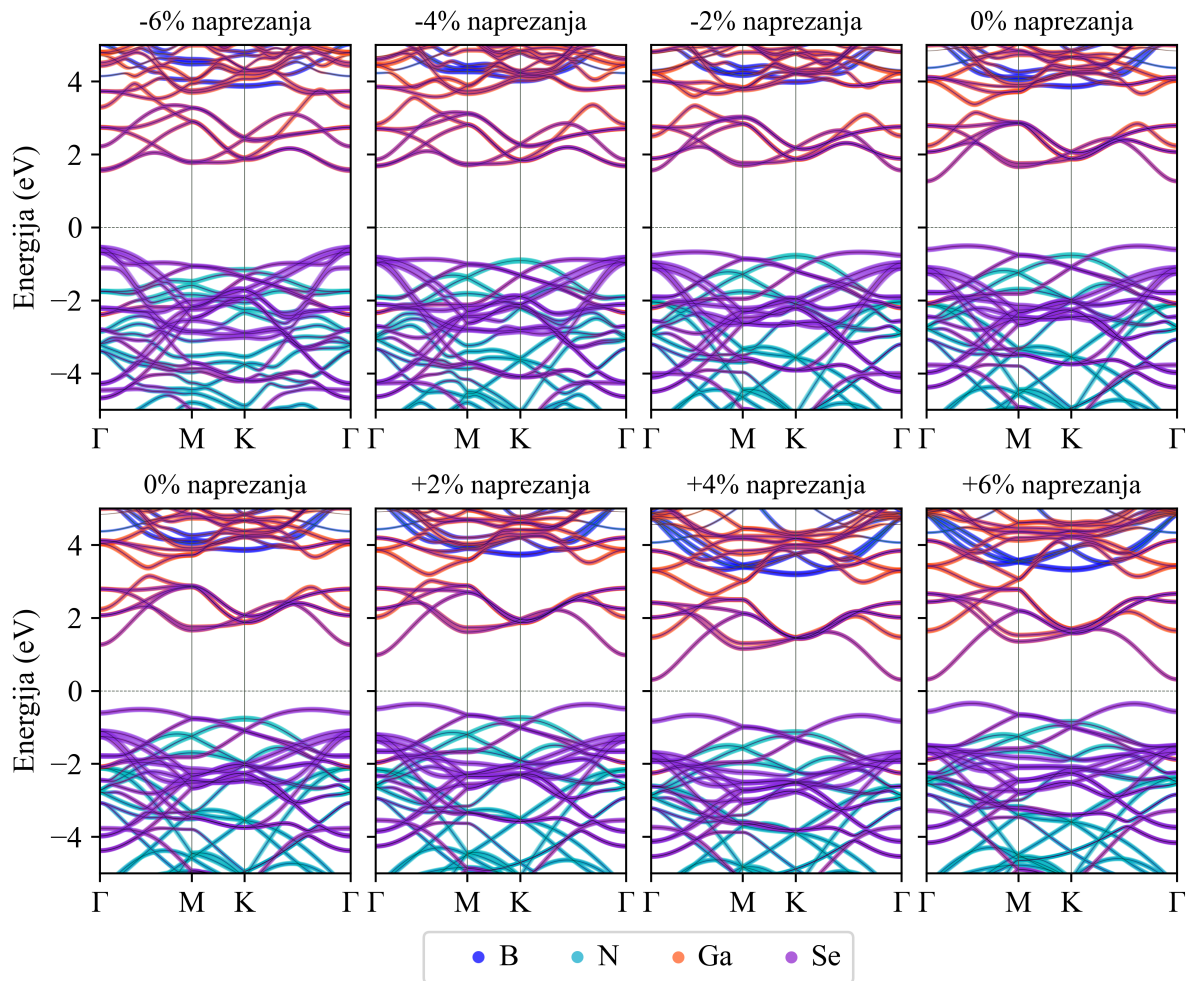 -6% naprezanja
-4% naprezanja
-2% naprezanja
0% naprezanja
Energija (eV)
4
2
0
−2
−4
Γ M K Γ
Γ M K Γ
Γ M K Γ
Γ M K Γ
0% naprezanja
+2% naprezanja
+4% naprezanja
+6% naprezanja
Energija (eV)
4
2
0
−2
−4
Γ M K Γ
Γ M K Γ
Γ M K Γ
Γ M K Γ
B N Ga Se